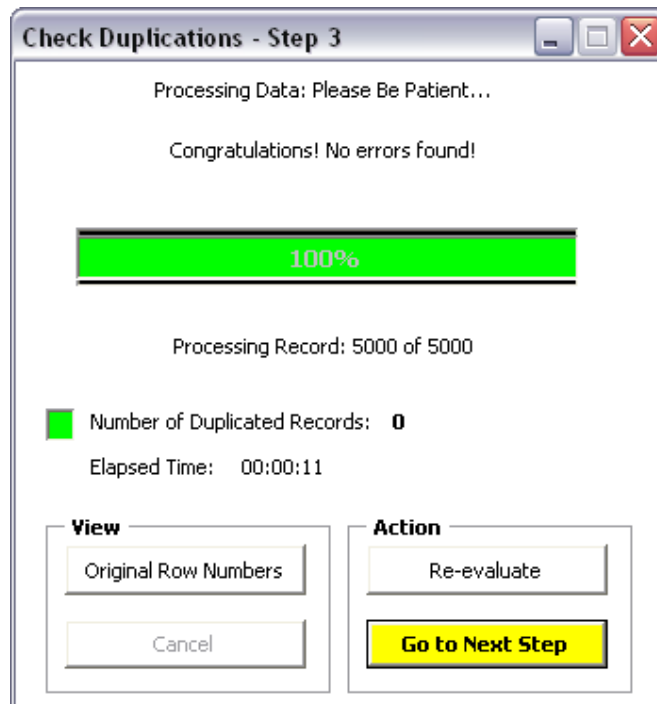 Check Duplications - Step 3
Processing Data: Please Be Patient...
Congratulations! No errors found!
100%
Processing Record: 5000 of 5000
Number of Duplicated Records: 0
Elapsed Time: 00:00:11
View
Action
Original Row Numbers
Re-evaluate
Cancel
Go to Next Step